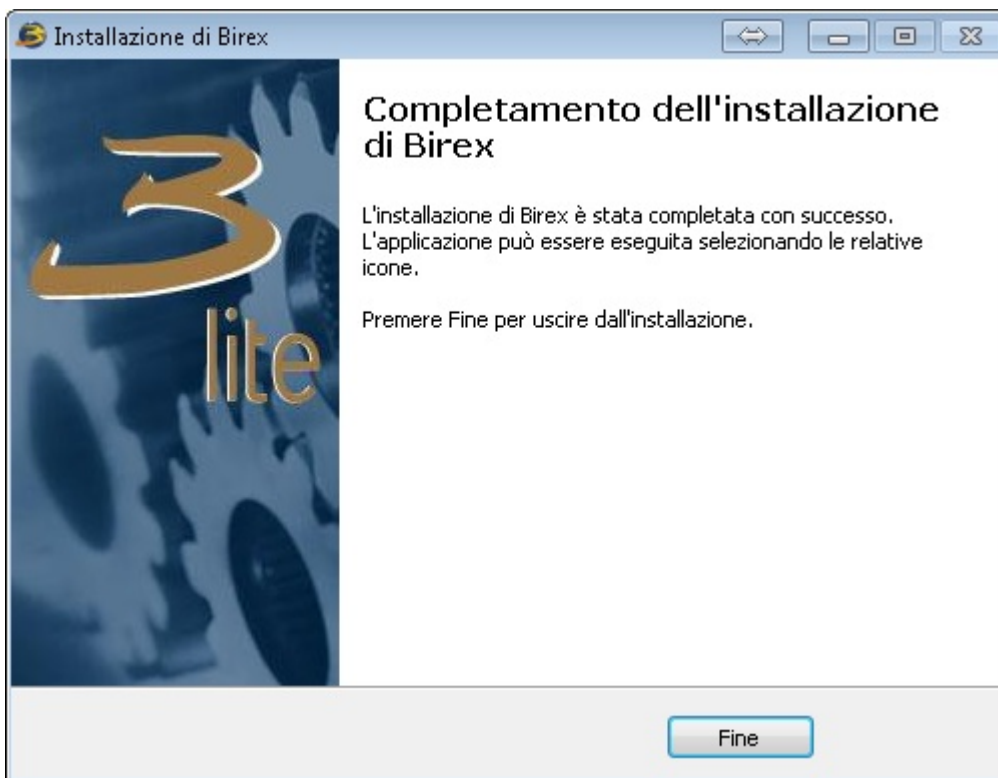 Installazione di Birex
3
lite
Completamento dell'installazione
di Birex
L'installazione di Birex è stata completata con successo.
L'applicazione può essere eseguita selezionando le relative
icone.
Premere Fine per uscire dall'installazione.
Fine